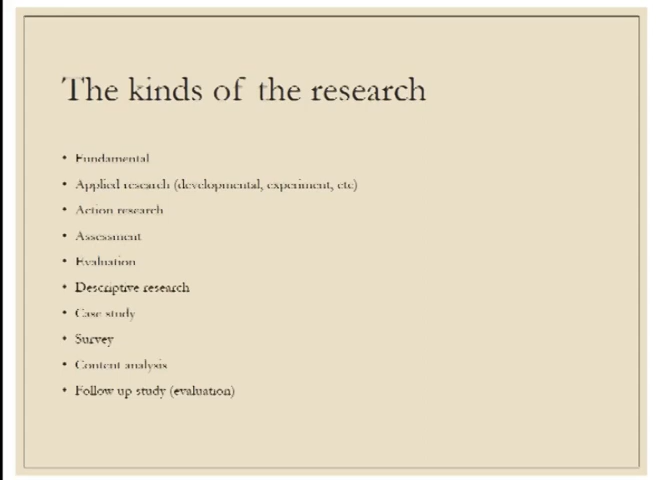 The kinds of the research
• Fundamental
• Applied research (developmental, experiment, etc)
• Action research
• Assessment
• Evaluation
• Descriptive research
• Case study
• Survey
• Content analysis
• Follow up study (evaluation)